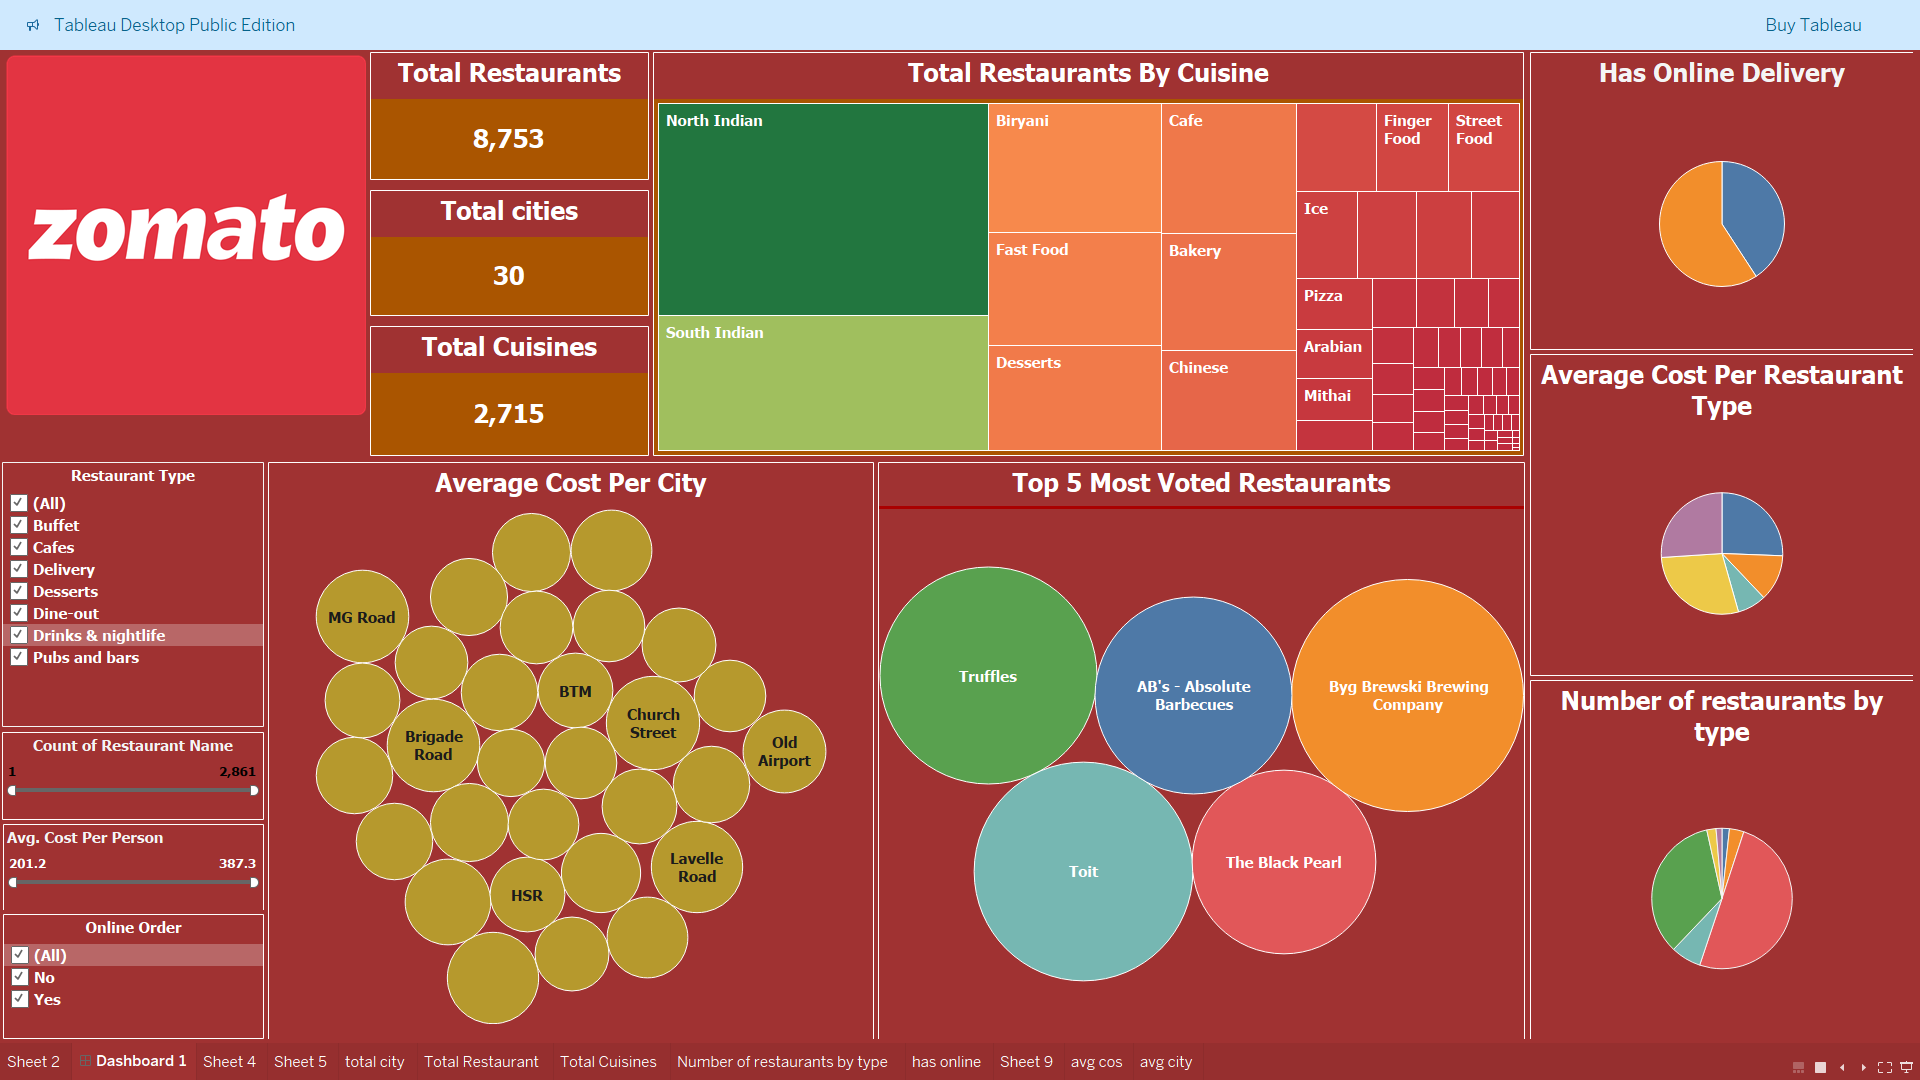 Tableau Desktop Public Edition
Buy Tableau
zomato
Total Restaurants
8,753
Total cities
30
Total Cuisines
2,715
Total Restaurants By Cuisine
North Indian
South Indian
Biryani
Fast Food
Desserts
Cafe
Bakery
Chinese
Finger
Food
Street
Food
Ice
Pizza
Arabian
Mithai
Has Online Delivery
Average Cost Per Restaurant
Type
Number of restaurants by
type
Restaurant Type
(All)
Buffet
Cafes
Delivery
Desserts
Dine-out
Drinks & nightlife
Pubs and bars
Count of Restaurant Name
1 2,861
Avg. Cost Per Person
201.2 387.3
Online Order
(All)
No
Yes
Average Cost Per City
MG Road
BTM
Church
Street
Brigade
Road
Old
Airport
Lavelle
Road
HSR
Top 5 Most Voted Restaurants
Truffles
AB's - Absolute
Barbecues
Byg Brewski Brewing
Company
Toit
The Black Pearl
Sheet 2 Dashboard 1 Sheet 4 Sheet 5 total city Total Restaurant Total Cuisines Number of restaurants by type has online Sheet 9 avg cos avg city